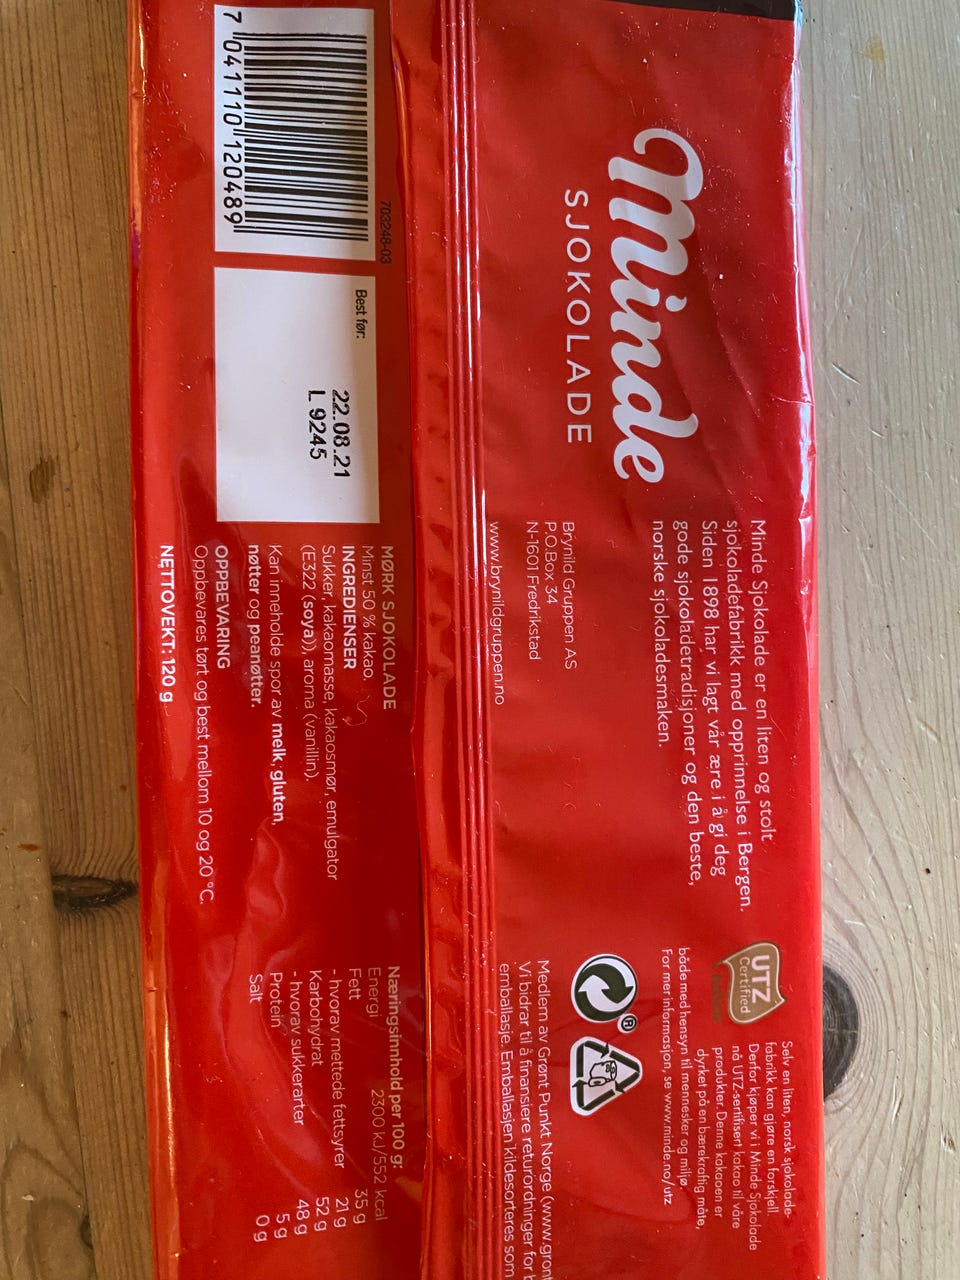 Minde
SJOKOLADE
Minde Sjokolade er en liten og stolt
sjokoladefabrikk med opprinnelse i Bergen.
Siden 1898 har vi lagt vår ære i å gi deg
gode sjokoladetradisjoner og den beste,
norske sjokoladesmaken.
Brynild Gruppen AS
P.O.Box 34
N-1601 Fredrikstad
www.brynildgruppen.no
UTZ
Certified
Selv en liten, norsk sjokolade-
fabrikk kan gjøre en forskjell.
Derfor kjøper vi i Minde Sjokolade
nå UTZ-sertifisert kakao til våre
produkter. Denne kakaoen er
dyrket på en bærekraftig måte,
både med hensyn til mennesker og miljø.
For mer informasjon, se www.minde.no/utz
®
Medlem av Grønt Punkt Norge (www.grønt
Vi bidrar til å finansiere returordninger for b
emballasje. Emballasjen kildesorteres som
703248-03
7 041110 120489
Best før:
22.08.21
L 9245
MØRK SJOKOLADE
Minst 50 % kakao.
INGREDIENSER
Sukker, kakaomasse, kakaosmør, emulgator
(E322 (soya)), aroma (vanillin).
Kan inneholde spor av melk, gluten,
nøtter og peanøtter.
OPPBEVARING
Oppbevares tørt og best mellom 10 og 20 °C.
NETTOVEKT: 120 g
Næringsinnhold per 100 g:
Energi 2300 kJ/552 kcal
Fett 35 g
- hvorav mettede fettsyrer 21 g
Karbohydrat 52 g
- hvorav sukkerarter 48 g
Protein 5 g
Salt 0 g